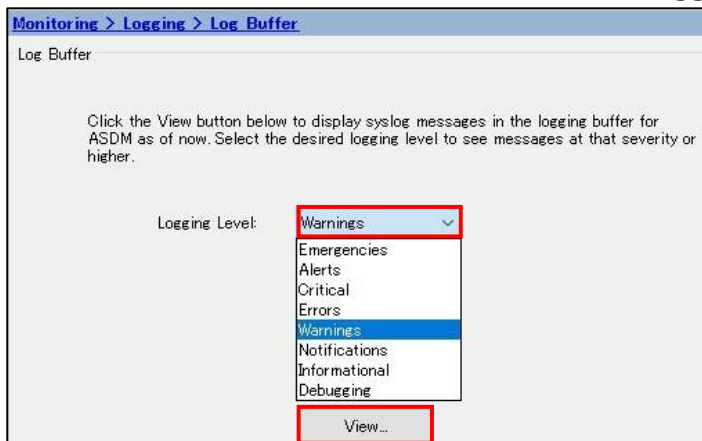 Monitoring > Logging > Log Buffer
Log Buffer
Click the View button below to display syslog messages in the logging buffer for
ASDM as of now. Select the desired logging level to see messages at that severity or
higher.
Logging Level: Warnings
Emergencies
Alerts
Critical
Errors
Warnings
Notifications
Informational
Debugging
View...